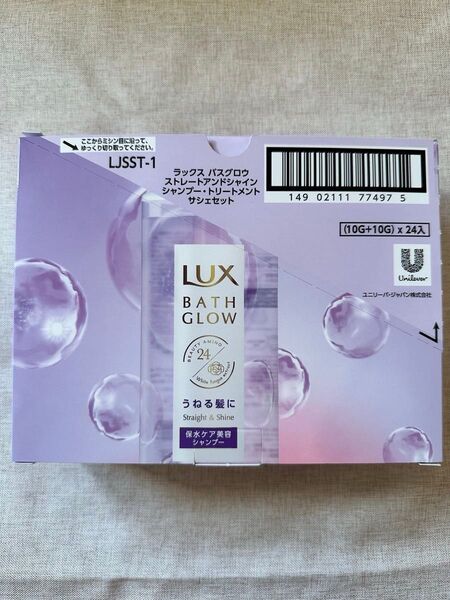 ここからミシン目に沿って、
ゆっくり切り取ってください。
LJSST-1
ラックス バスグロウ
ストレートアンドシャイン
シャンプー・トリートメント
サシェセット
149 02111 77497 5
(10G+10G) x 24入
Unilever
ユニリーバ・ジャパン株式会社
LUX
BATH
GLOW
BEAUTY AMINO
24
White fungus extract
うねる髪に
Straight & Shine
保水ケア美容
シャンプー